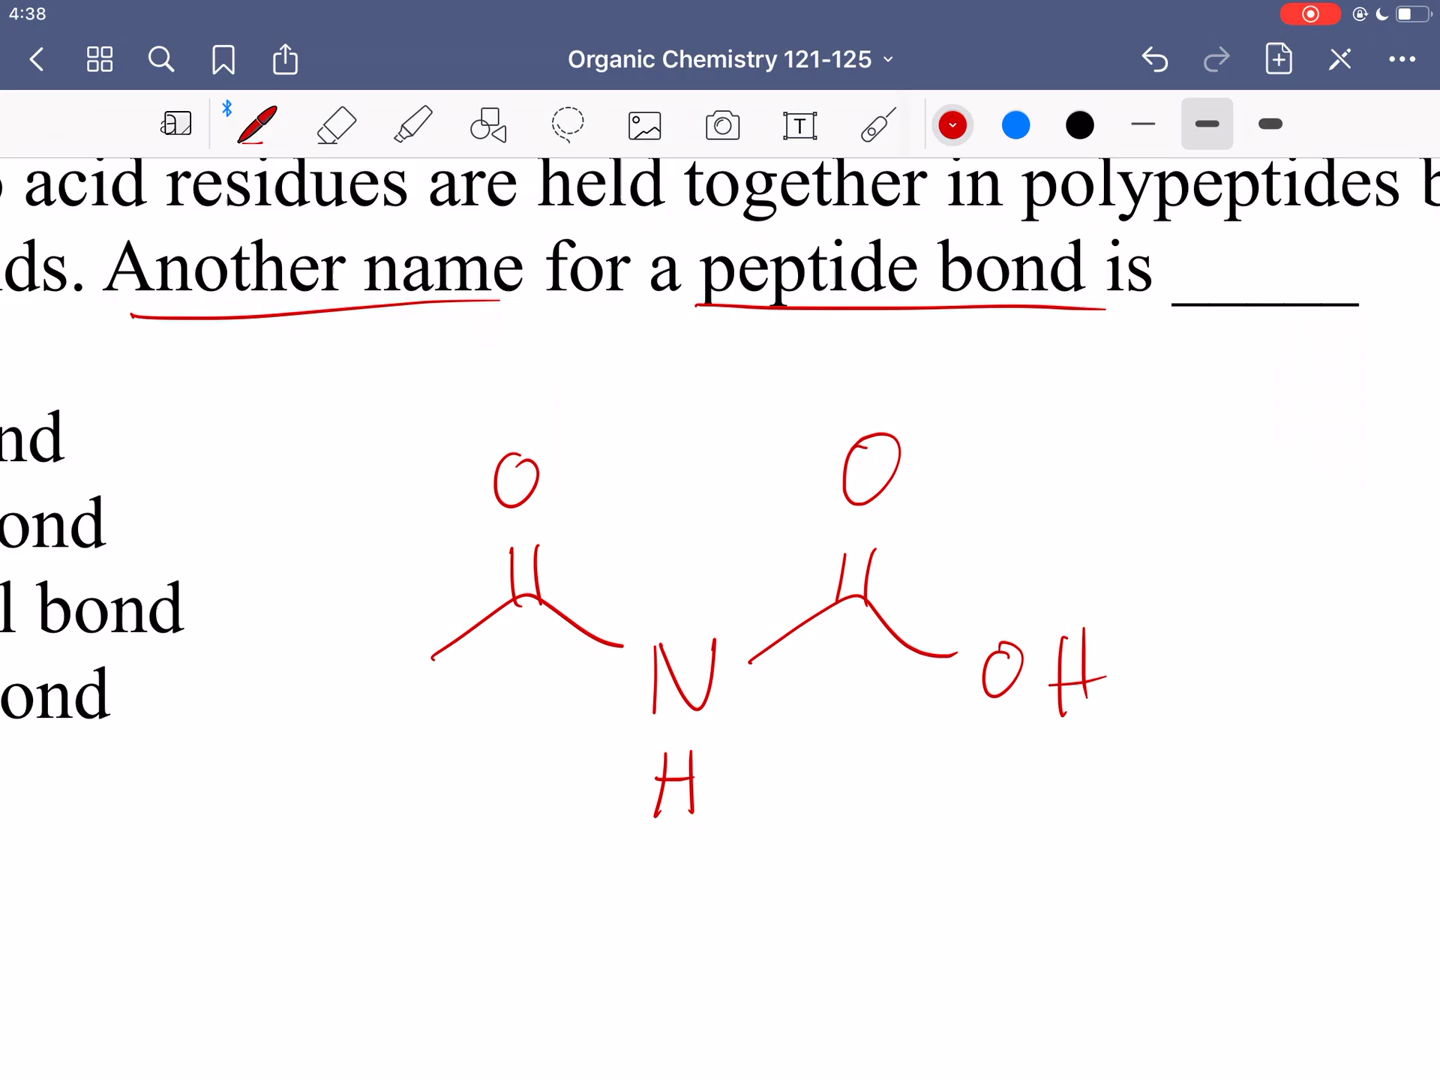 4:38
Organic Chemistry 121-125
acid residues are held together in polypeptides b
ds. Another name for a peptide bond is ______
nd
ond
l bond
ond
O O
N OH
H